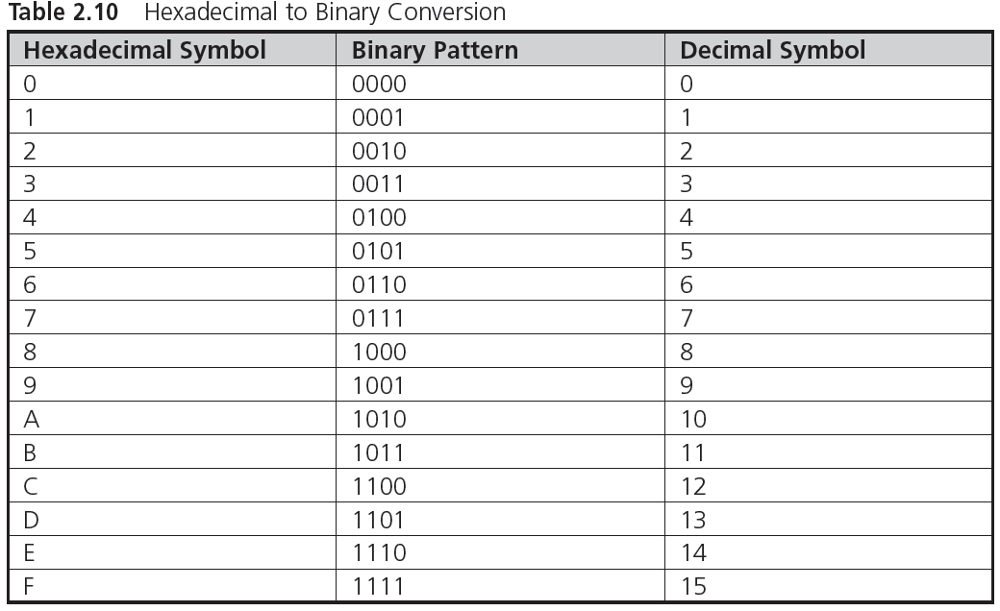 Table 2.10 Hexadecimal to Binary Conversion
Hexadecimal Symbol Binary Pattern Decimal Symbol
0 0000 0
1 0001 1
2 0010 2
3 0011 3
4 0100 4
5 0101 5
6 0110 6
7 0111 7
8 1000 8
9 1001 9
A 1010 10
B 1011 11
C 1100 12
D 1101 13
E 1110 14
F 1111 15